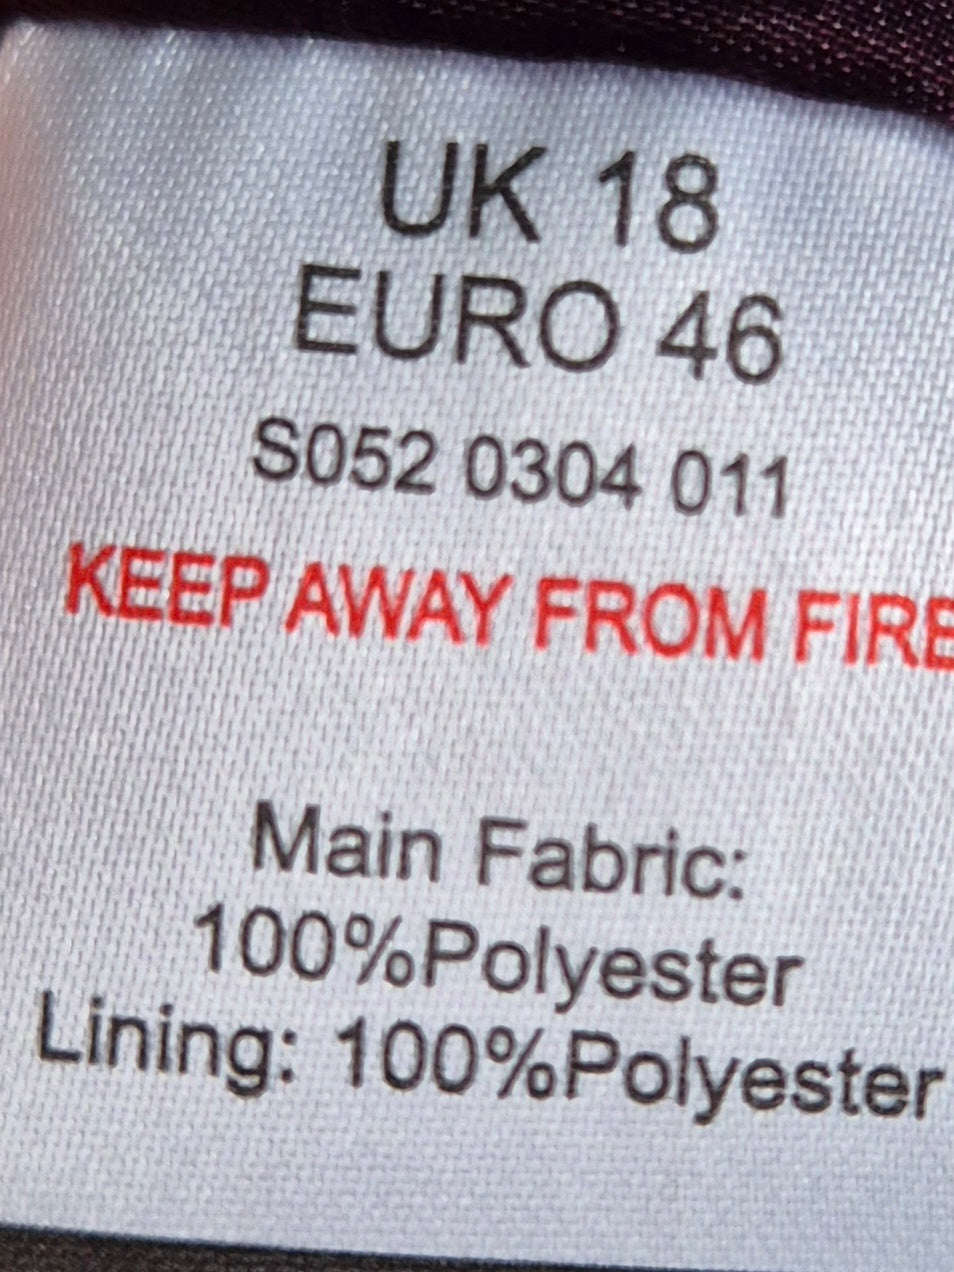 UK 18
EURO 46
S052 0304 011
KEEP AWAY FROM FIRE
Main Fabric:
100%Polyester
Lining: 100%Polyester